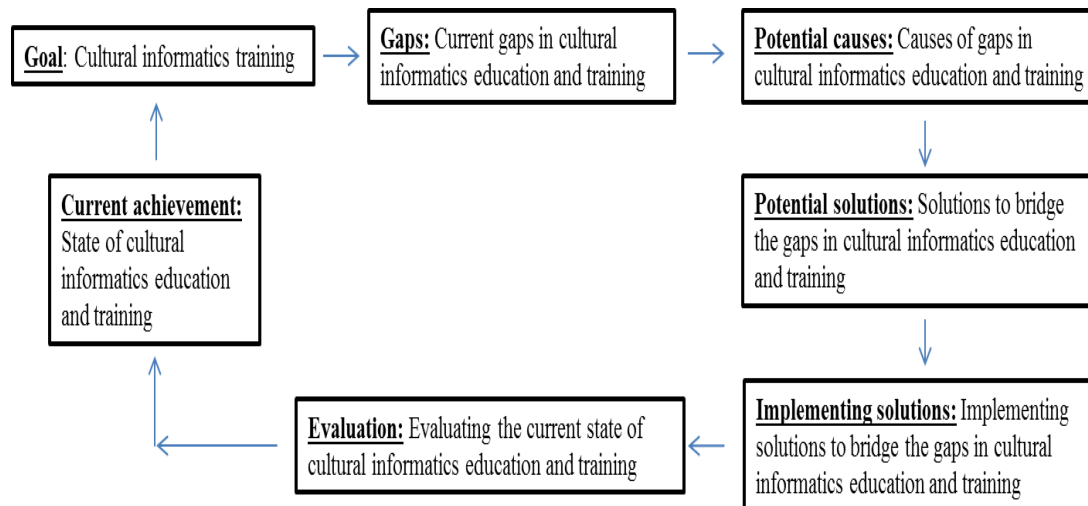 Goal: Cultural informatics training
Gaps: Current gaps in cultural
informatics education and training
Potential causes: Causes of gaps in
cultural informatics education and training
Potential solutions: Solutions to bridge
the gaps in cultural informatics education
and training
Implementing solutions: Implementing
solutions to bridge the gaps in cultural
informatics education and training
Evaluation: Evaluating the current state of
cultural informatics education and training
Current achievement:
State of cultural
informatics education
and training